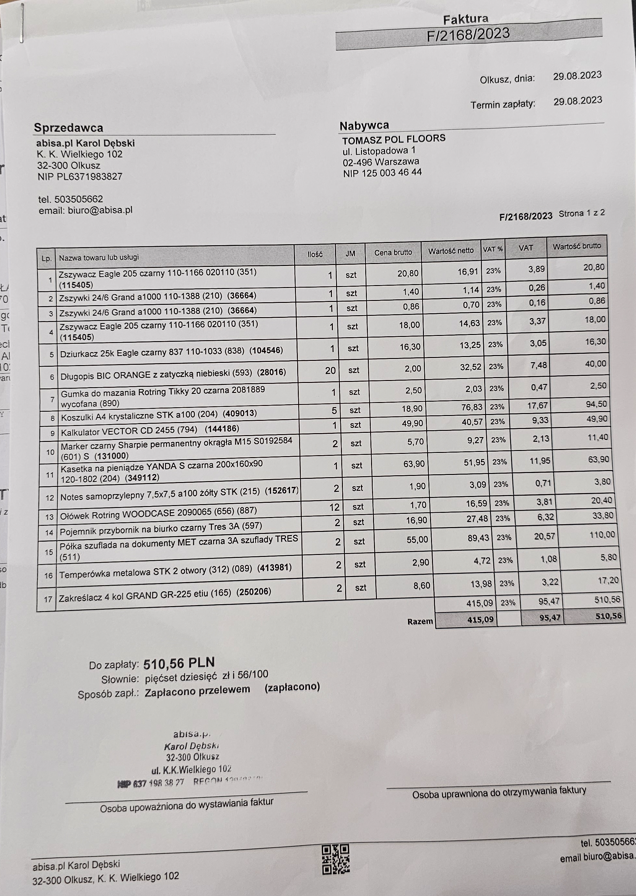 Faktura
F/2168/2023
Olkusz, dnia: 29.08.2023
Termin zapłaty: 29.08.2023
Sprzedawca
abisa.pl Karol Dębski
K. K. Wielkiego 102
32-300 Olkusz
NIP PL6371983827
tel. 503505662
email: biuro@abisa.pl
Nabywca
TOMASZ POL FLOORS
ul. Listopadowa 1
02-496 Warszawa
NIP 125 003 46 44
F/2168/2023 Strona 1 z 2
Lp. Nazwa towaru lub usługi Ilość JM Cena brutto Wartość netto VAT % VAT Wartość brutto
1 Zszywacz Eagle 205 czarny 110-1166 020110 (351) (115405) 1 szt 20,80 16,91 23% 3,89 20,80
2 Zszywki 24/6 Grand a1000 110-1388 (210) (36664) 1 szt 1,40 1,14 23% 0,26 1,40
3 Zszywki 24/6 Grand a1000 110-1388 (210) (36664) 1 szt 0,86 0,70 23% 0,16 0,86
4 Zszywacz Eagle 205 czarny 110-1166 020110 (351) (115405) 1 szt 18,00 14,63 23% 3,37 18,00
5 Dziurkacz 25k Eagle czarny 837 110-1033 (838) (104546) 1 szt 16,30 13,25 23% 3,05 16,30
6 Długopis BIC ORANGE z zatyczką niebieski (593) (28016) 20 szt 2,00 32,52 23% 7,48 40,00
7 Gumka do mazania Rotring Tikky 20 czarna 2081889 wycofana (890) 1 szt 2,50 2,03 23% 0,47 2,50
8 Koszulki A4 krystaliczne STK a100 (204) (409013) 5 szt 18,90 76,83 23% 17,67 94,50
9 Kalkulator VECTOR CD 2455 (794) (144186) 1 szt 49,90 40,57 23% 9,33 49,90
10 Marker czarny Sharpie permanentny okrągła M15 S0192584 (601) S (131000) 2 szt 5,70 9,27 23% 2,13 11,40
11 Kasetka na pieniądze YANDA S czarna 200x160x90 120-1802 (204) (349112) 1 szt 63,90 51,95 23% 11,95 63,90
12 Notes samoprzylepny 7,5x7,5 a100 żółty STK (215) (152617) 2 szt 1,90 3,09 23% 0,71 3,80
13 Ołówek Rotring WOODCASE 2090065 (656) (887) 12 szt 1,70 16,59 23% 3,81 20,40
14 Pojemnik przybornik na biurko czarny Tres 3A (597) 2 szt 16,90 27,48 23% 6,32 33,80
15 Półka szuflada na dokumenty MET czarna 3A szuflady TRES (511) 2 szt 55,00 89,43 23% 20,57 110,00
16 Temperówka metalowa STK 2 otwory (312) (089) (413981) 2 szt 2,90 4,72 23% 1,08 5,80
17 Zakreślacz 4 kol GRAND GR-225 etiu (165) (250206) 2 szt 8,60 13,98 23% 3,22 17,20
415,09 23% 95,47 510,56
Razem 415,09 95,47 510,56
Do zapłaty: 510,56 PLN
Słownie: pięćset dziesięć zł i 56/100
Sposób zapł.: Zapłacono przelewem (zapłacono)
abisa.pl
Karol Dębski
32-300 Olkusz
ul. K.K.Wielkiego 102
NIP 637 198 38 27 REGON
Osoba upoważniona do wystawiania faktur
Osoba uprawniona do otrzymywania faktury
abisa.pl Karol Dębski
32-300 Olkusz, K. K. Wielkiego 102
tel. 50350566
email biuro@abisa.